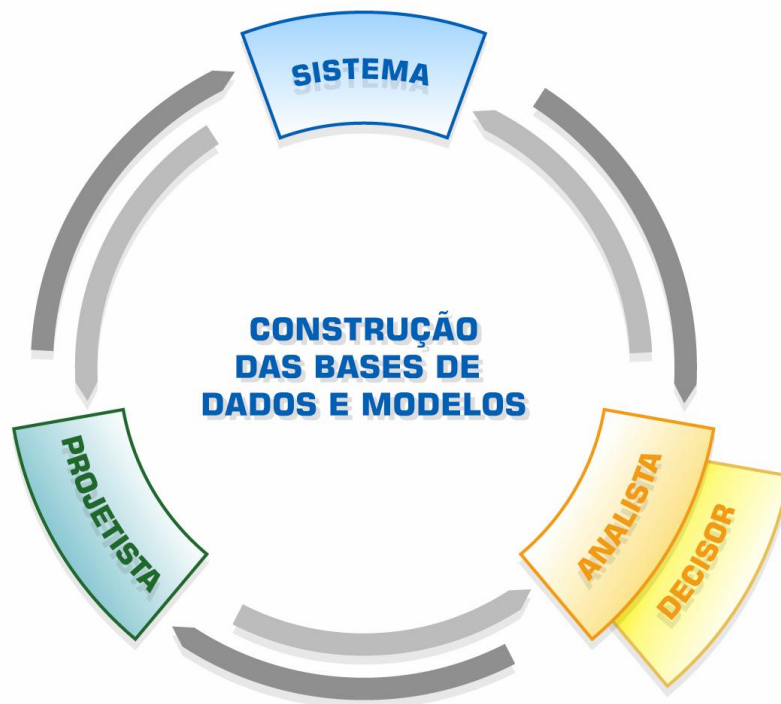 SISTEMA
CONSTRUÇÃO
DAS BASES DE
DADOS E MODELOS
PROJETISTA
ANALISTA
DECISOR